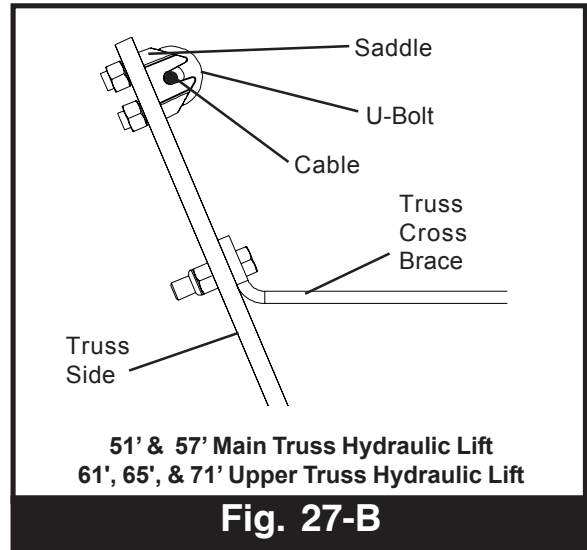 Saddle
U-Bolt
Cable
Truss
Cross
Brace
Truss
Side
51’ & 57’ Main Truss Hydraulic Lift
61', 65', & 71’ Upper Truss Hydraulic Lift
Fig. 27-B